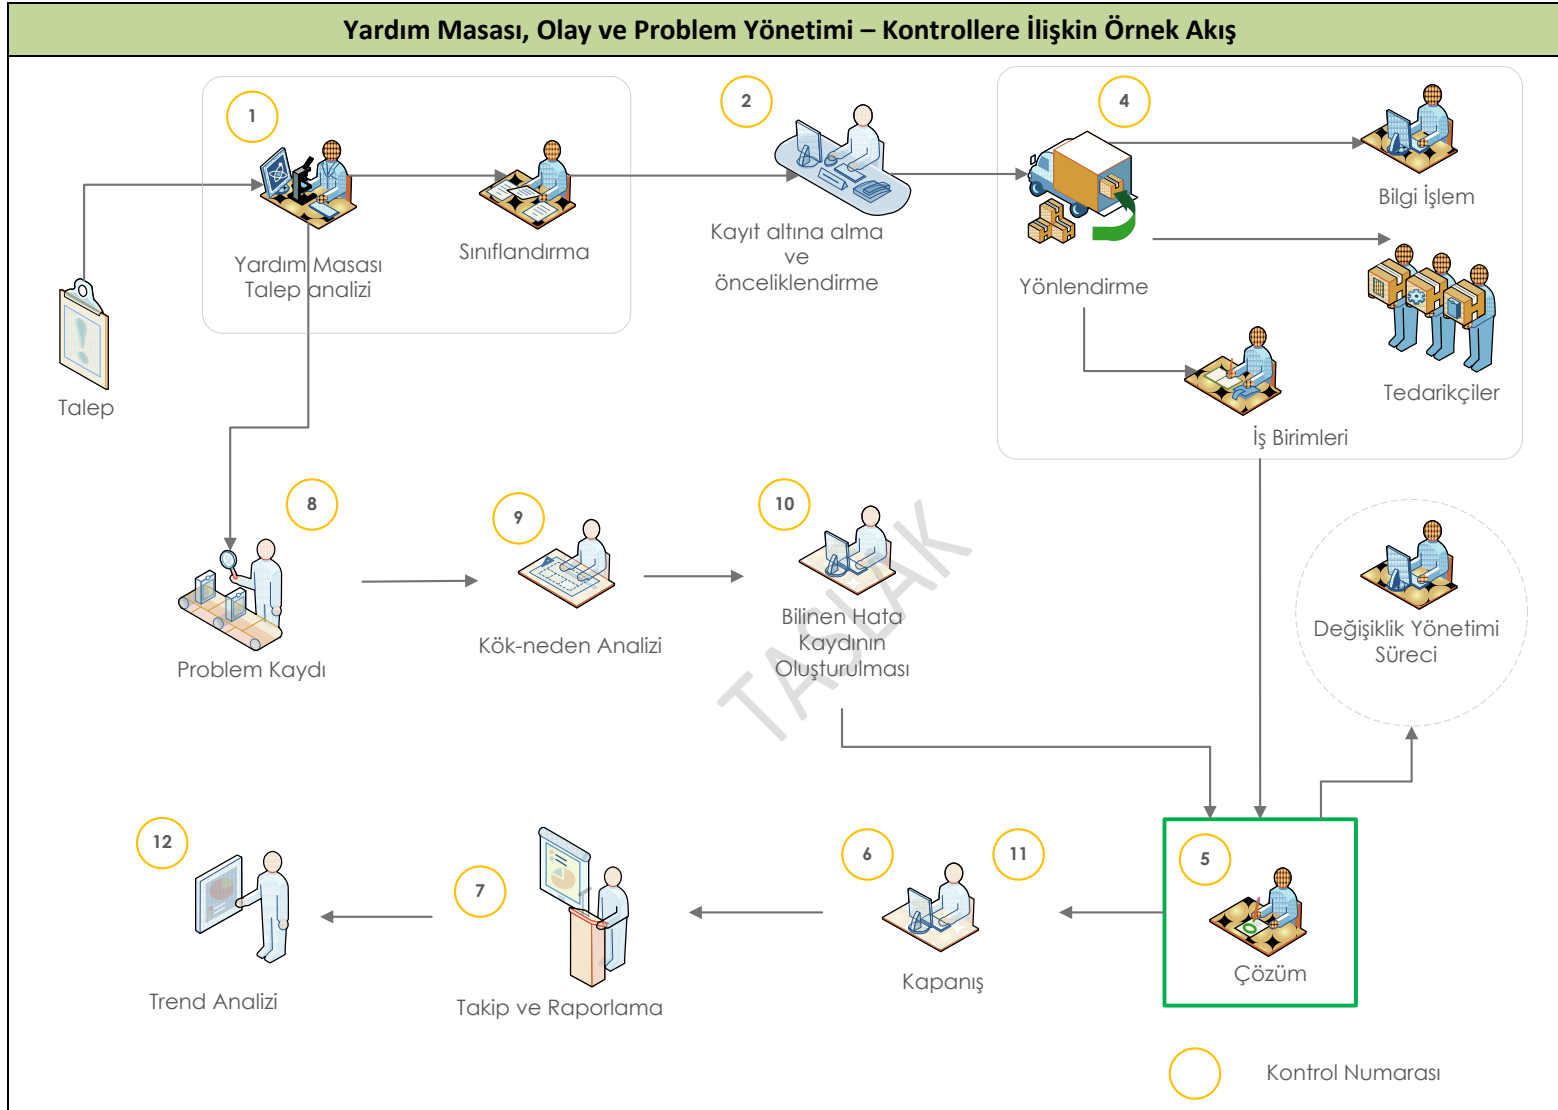 Yardım Masası, Olay ve Problem Yönetimi – Kontrollere İlişkin Örnek Akış
1
2
4
Yardım Masası
Talep analizi
Sınıflandırma
Kayıt altına alma
ve
önceliklendirme
Yönlendirme
Bilgi İşlem
Tedarikçiler
İş Birimleri
Talep
8
9
10
Problem Kaydı
Kök-neden Analizi
Bilinen Hata
Kaydının
Oluşturulması
Değişiklik Yönetimi
Süreci
TASLAK
12
7
6
11
5
Trend Analizi
Takip ve Raporlama
Kapanış
Çözüm
Kontrol Numarası